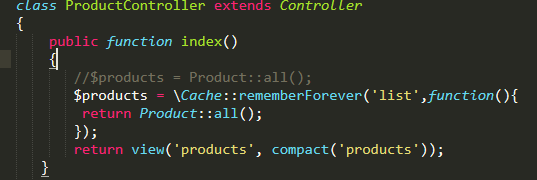 class ProductController extends Controller
{
    public function index()
    {
        //$products = Product::all();
        $products = \Cache::rememberForever('list',function(){
         return Product::all();
        });
        return view('products', compact('products'));
    }